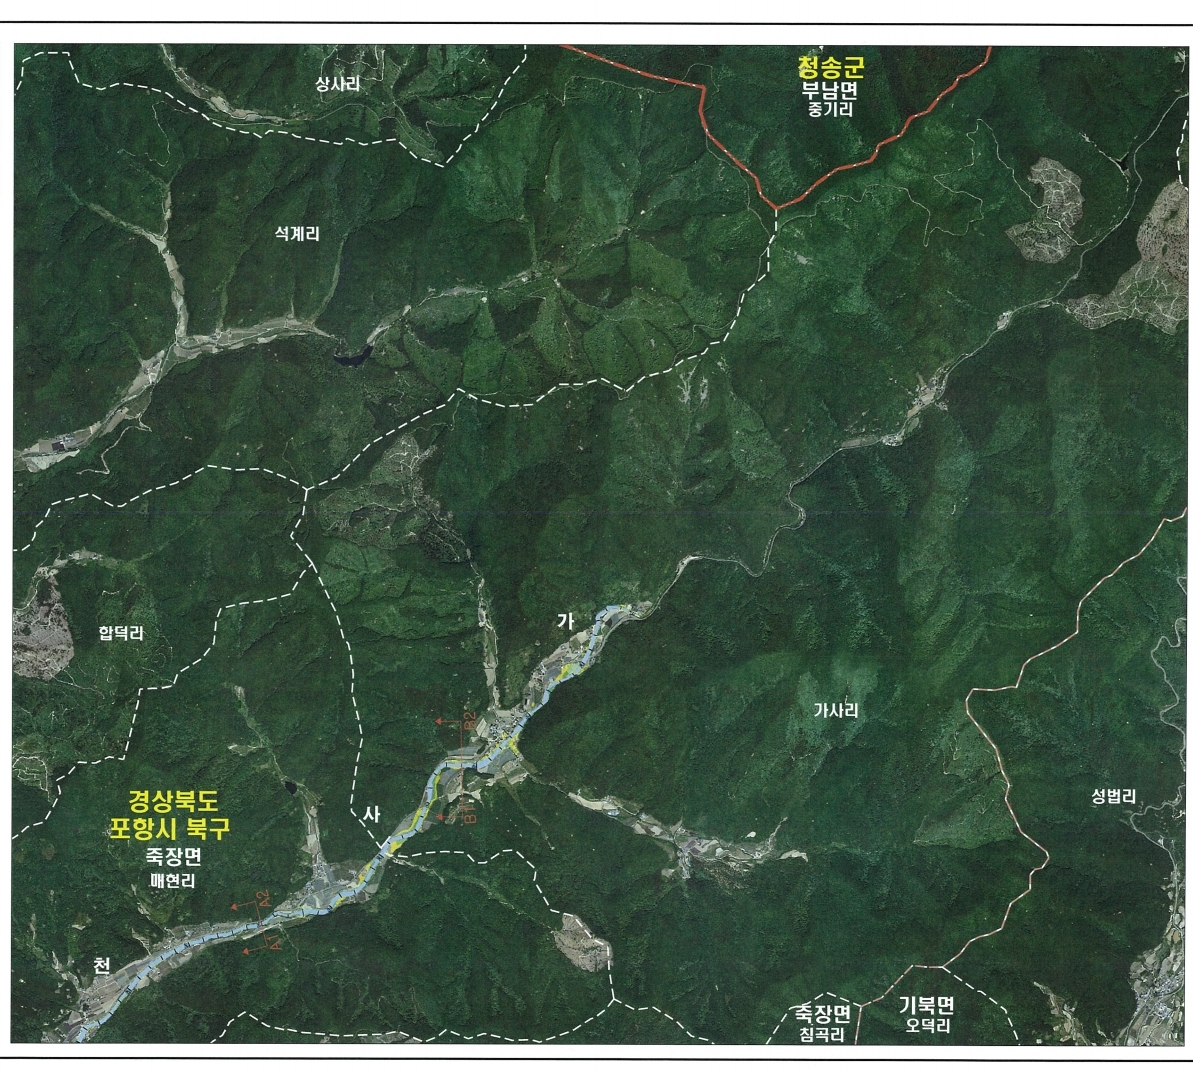 청송군
부남면
중기리
상사리
석계리
합덕리
가
가사리
B2
성법리
경상북도
포항시 북구
죽장면
매현리
사
B1
A2
A1
천
죽장면
침곡리
기북면
오덕리